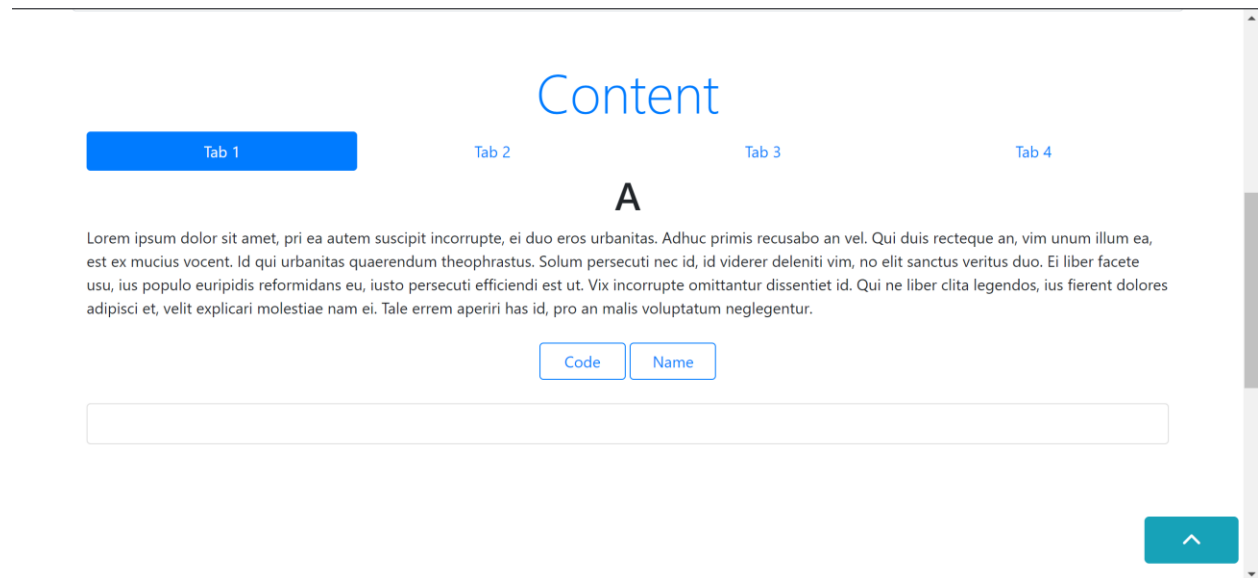 Content
Tab 1 Tab 2 Tab 3 Tab 4
A
Lorem ipsum dolor sit amet, pri ea autem suscipit incorrupte, ei duo eros urbanitas. Adhuc primis recusabo an vel. Qui duis recteque an, vim unum illum ea,
est ex mucius vocent. Id qui urbanitas quaerendum theophrastus. Solum persecuti nec id, id viderer deleniti vim, no elit sanctus veritus duo. Ei liber facete
usu, ius populo euripidis reformidans eu, iusto persecuti efficiendi est ut. Vix incorrupte omittantur dissentiet id. Qui ne liber clita legendos, ius fierent dolores
adipisci et, velit explicari molestiae nam ei. Tale errem aperiri has id, pro an malis voluptatum neglegentur.
Code Name